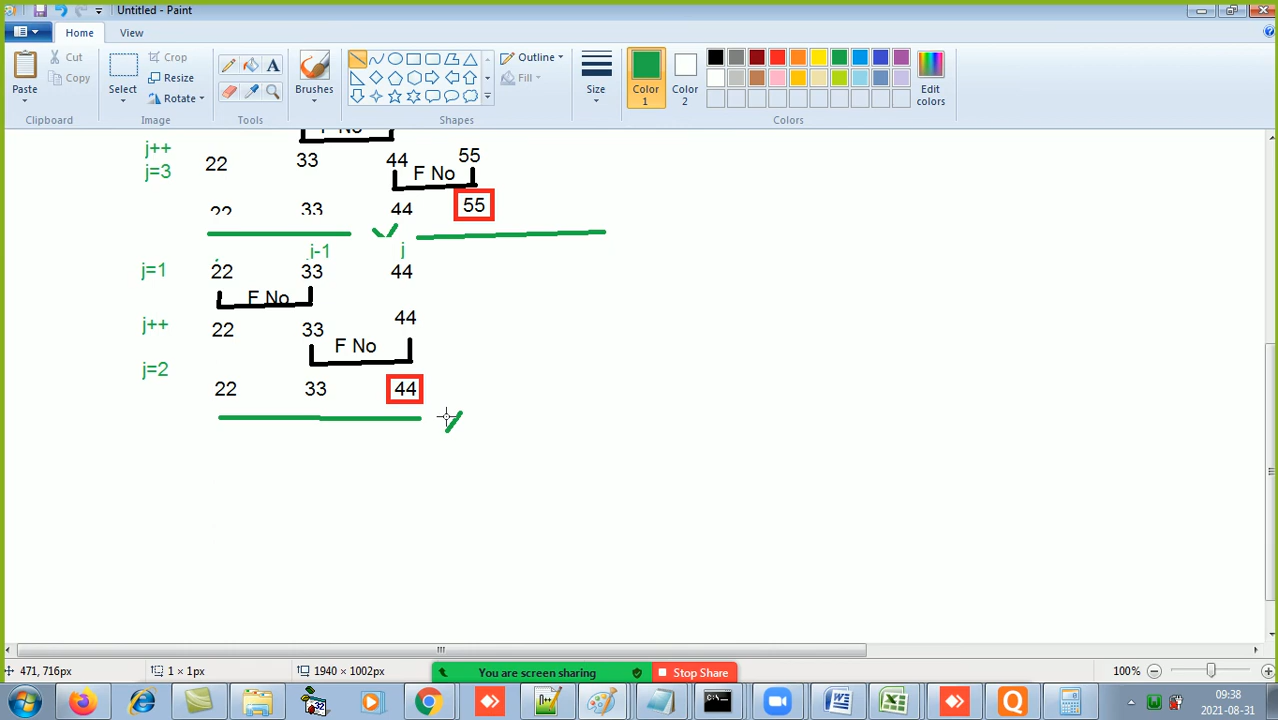 Untitled - Paint
Home View
Paste
Cut
Copy
Clipboard
Select
Crop
Resize
Rotate
Image
Tools
Brushes
Shapes
Outline
Fill
Size
Color 1
Color 2
Edit colors
Colors
F No
j++
22 33 44 55
j=3
F No
22 33 44 55
j-1 j
j=1 22 33 44
F No
j++ 22 33 44
F No
j=2
22 33 44
471, 716px
1 × 1px
1940 × 1002px
You are screen sharing
Stop Share
100%
32
W
Q
09:38
2021-08-31